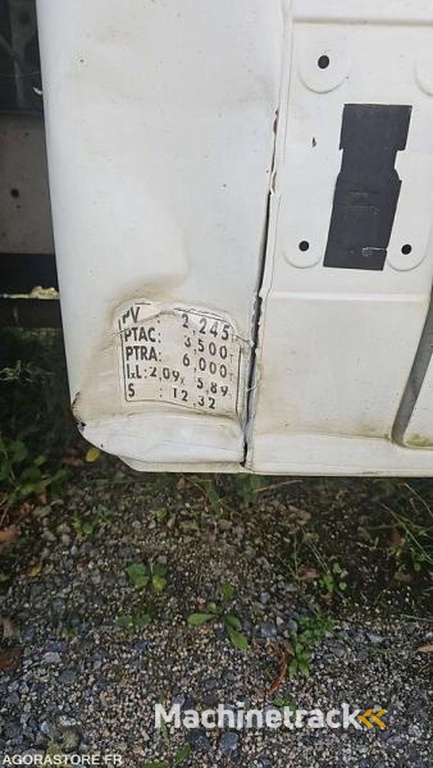 PV : 2,245
PTAC : 3,500
PTRA : 6,000
L.L : 2,09 x 5,89
S : 12,32
Machinetrack
AGORASTORE.FR